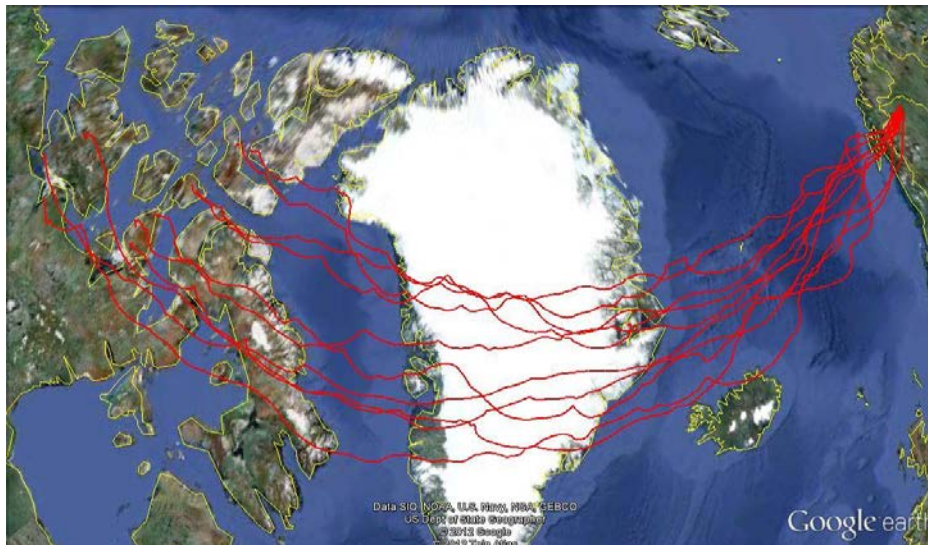 Data SIO, NOAA, U.S. Navy, NGA, GEBCO
US Dept of State Geographer
© 2012 Google
Google earth